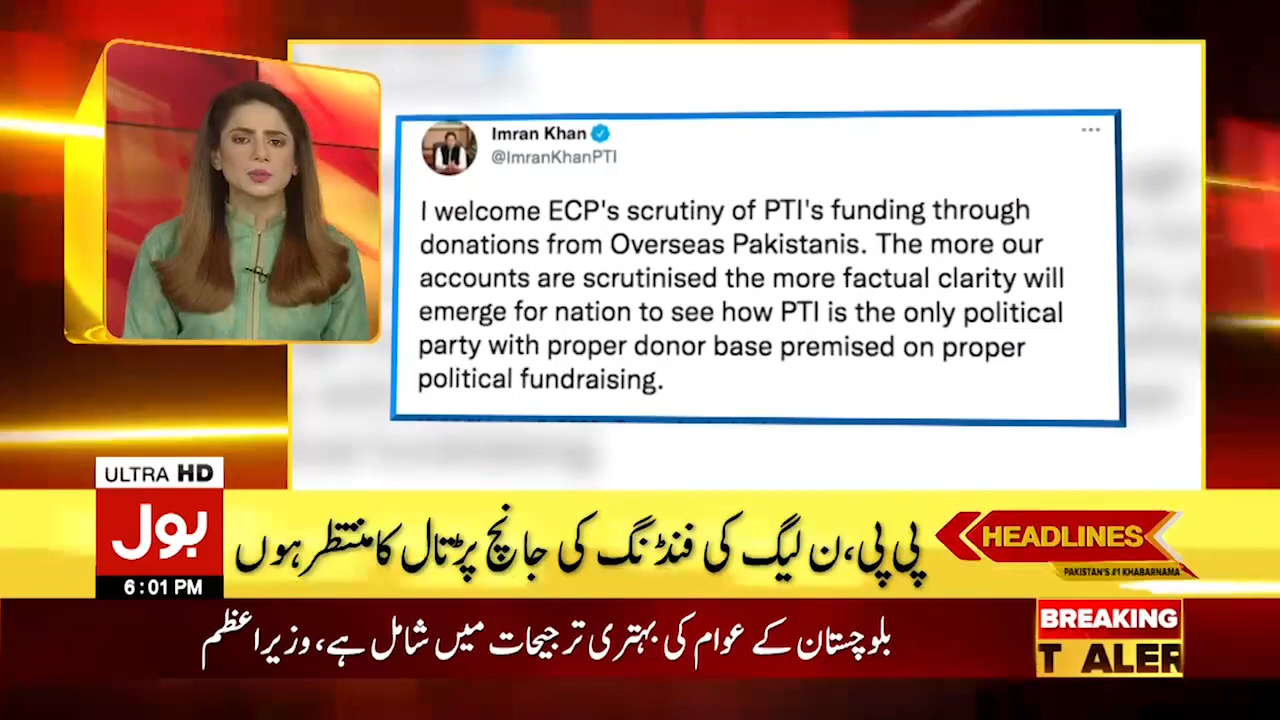 Imran Khan
@ImranKhanPTI
I welcome ECP's scrutiny of PTI's funding through
donations from Overseas Pakistanis. The more our
accounts are scrutinised the more factual clarity will
emerge for nation to see how PTI is the only political
party with proper donor base premised on proper
political fundraising.
ULTRA HD
بول
6:01 PM
پی پی، ن لیگ کی فنڈنگ کی جانچ پڑتال کا منتظر ہوں
HEADLINES
PAKISTAN'S #1 KHABARNAMA
بلوچستان کے عوام کی بہتری ترجیحات میں شامل ہے، وزیراعظم
BREAKING
T ALER